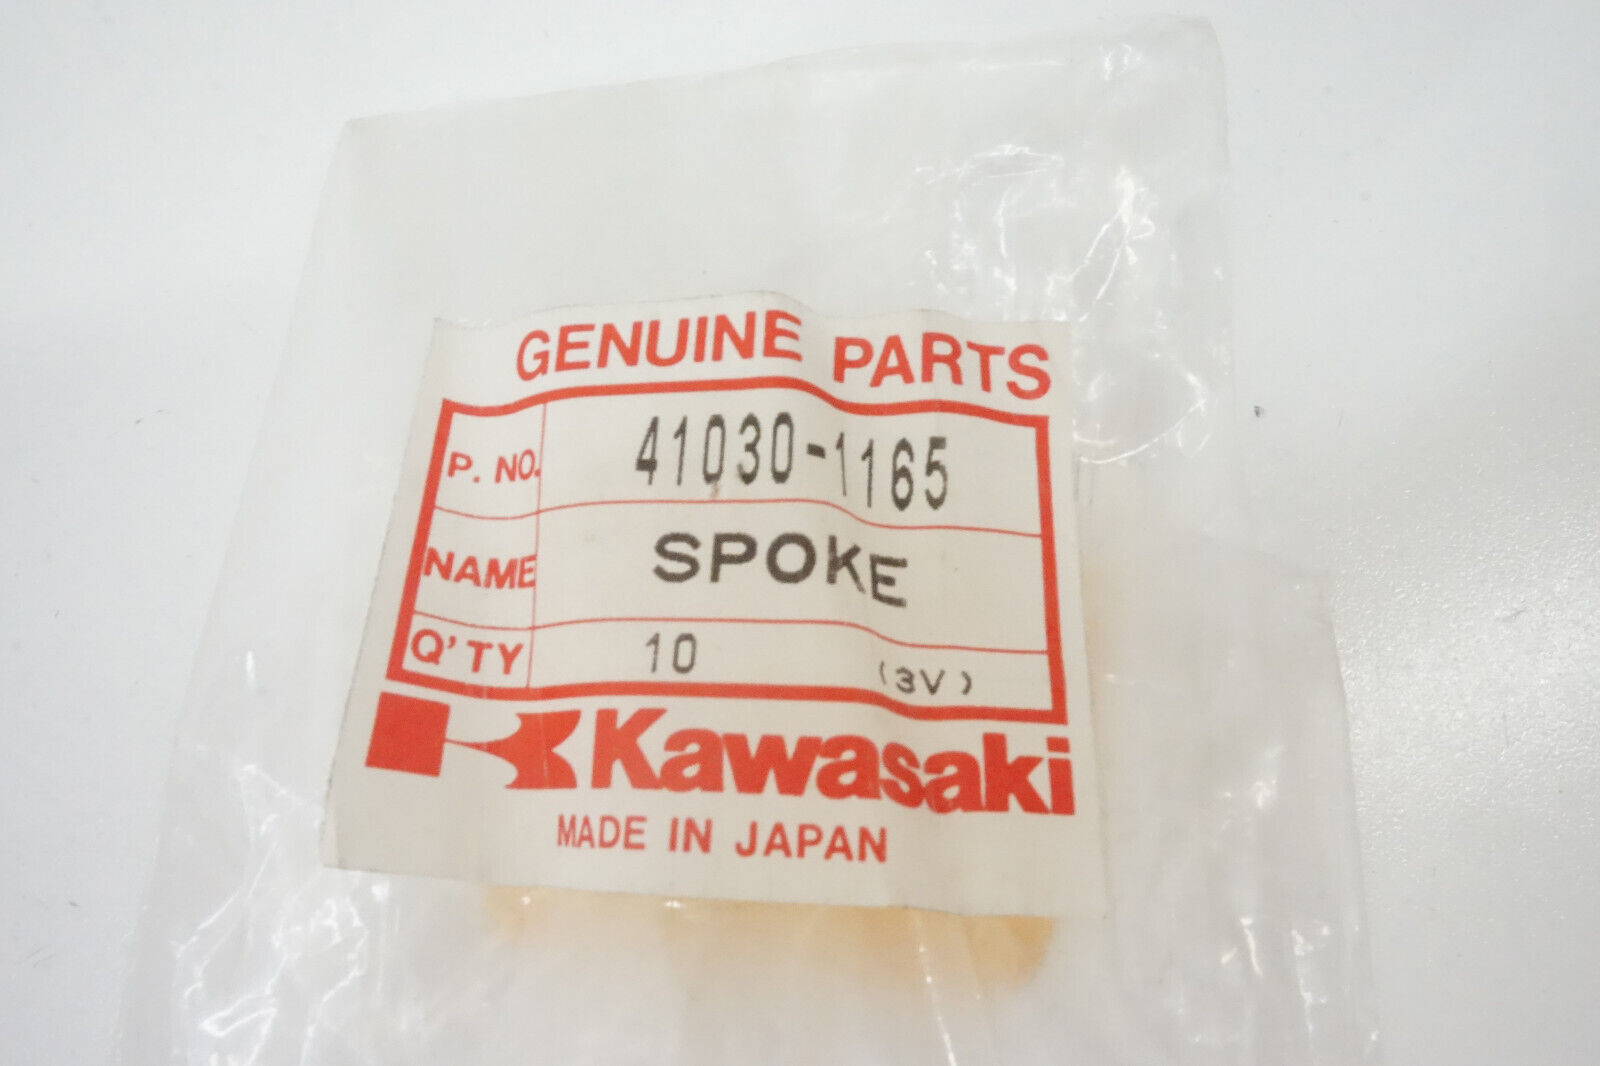 GENUINE PARTS
P. NO. 41030-1165
NAME SPOKE
Q'TY 10 (3V)
Kawasaki
MADE IN JAPAN